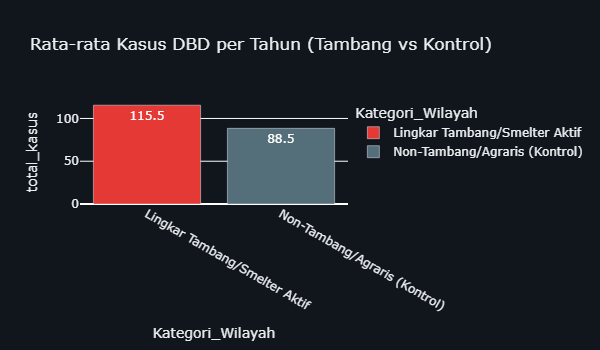 Rata-rata Kasus DBD per Tahun (Tambang vs Kontrol)
total_kasus
100
50
0
115.5
88.5
Kategori_Wilayah
Lingkar Tambang/Smelter Aktif
Non-Tambang/Agraris (Kontrol)
Lingkar Tambang/Smelter Aktif
Non-Tambang/Agraris (Kontrol)
Kategori_Wilayah